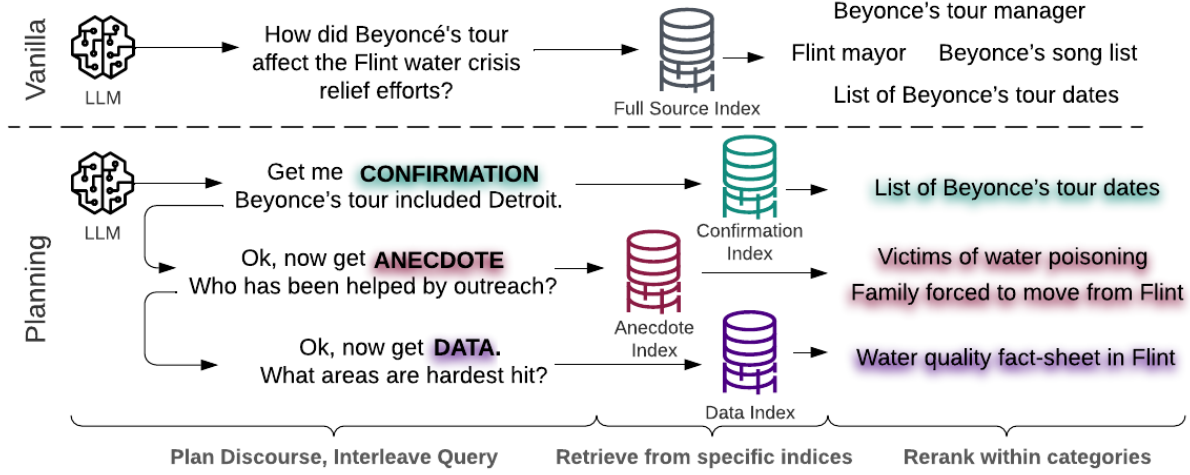 Vanilla
LLM
How did Beyoncé's tour
affect the Flint water crisis
relief efforts?
Full Source Index
Beyonce's tour manager
Flint mayor Beyonce's song list
List of Beyonce's tour dates
Planning
LLM
Get me CONFIRMATION
Beyonce's tour included Detroit.
Confirmation
Index
List of Beyonce's tour dates
Ok, now get ANECDOTE
Who has been helped by outreach?
Anecdote
Index
Victims of water poisoning
Family forced to move from Flint
Ok, now get DATA.
What areas are hardest hit?
Data Index
Water quality fact-sheet in Flint
Plan Discourse, Interleave Query
Retrieve from specific indices
Rerank within categories